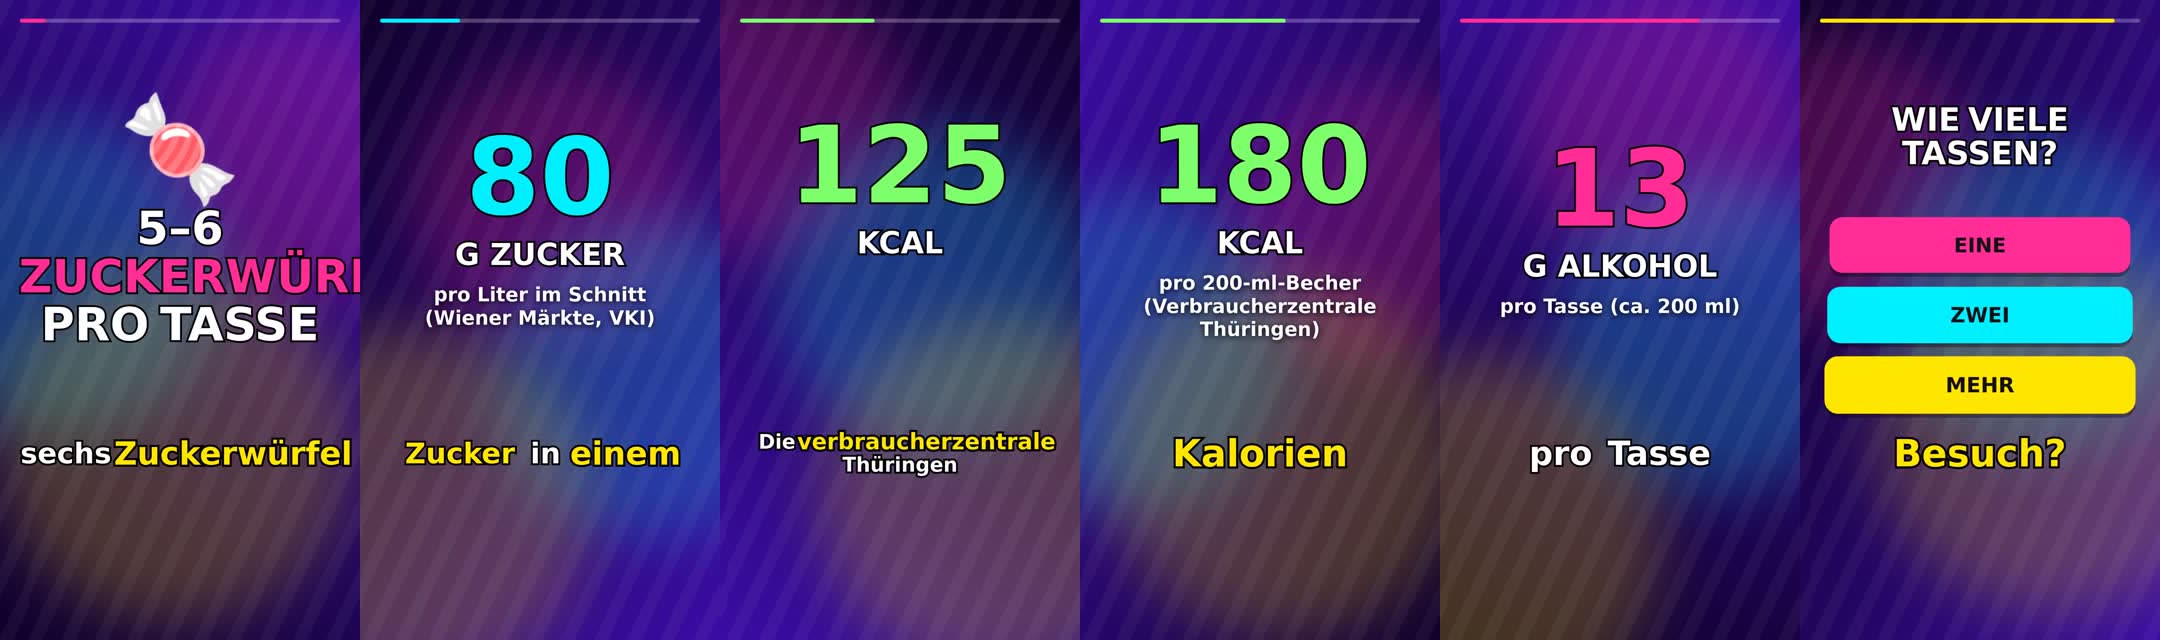 5–6
ZUCKERWÜR
PRO TASSE
sechs Zuckerwürfel
80
G ZUCKER
pro Liter im Schnitt
(Wiener Märkte, VKI)
Zucker in einem
125
KCAL
Die verbraucherzentrale
Thüringen
180
KCAL
pro 200-ml-Becher
(Verbraucherzentrale
Thüringen)
Kalorien
13
G ALKOHOL
pro Tasse (ca. 200 ml)
pro Tasse
WIE VIELE
TASSEN?
EINE
ZWEI
MEHR
Besuch?